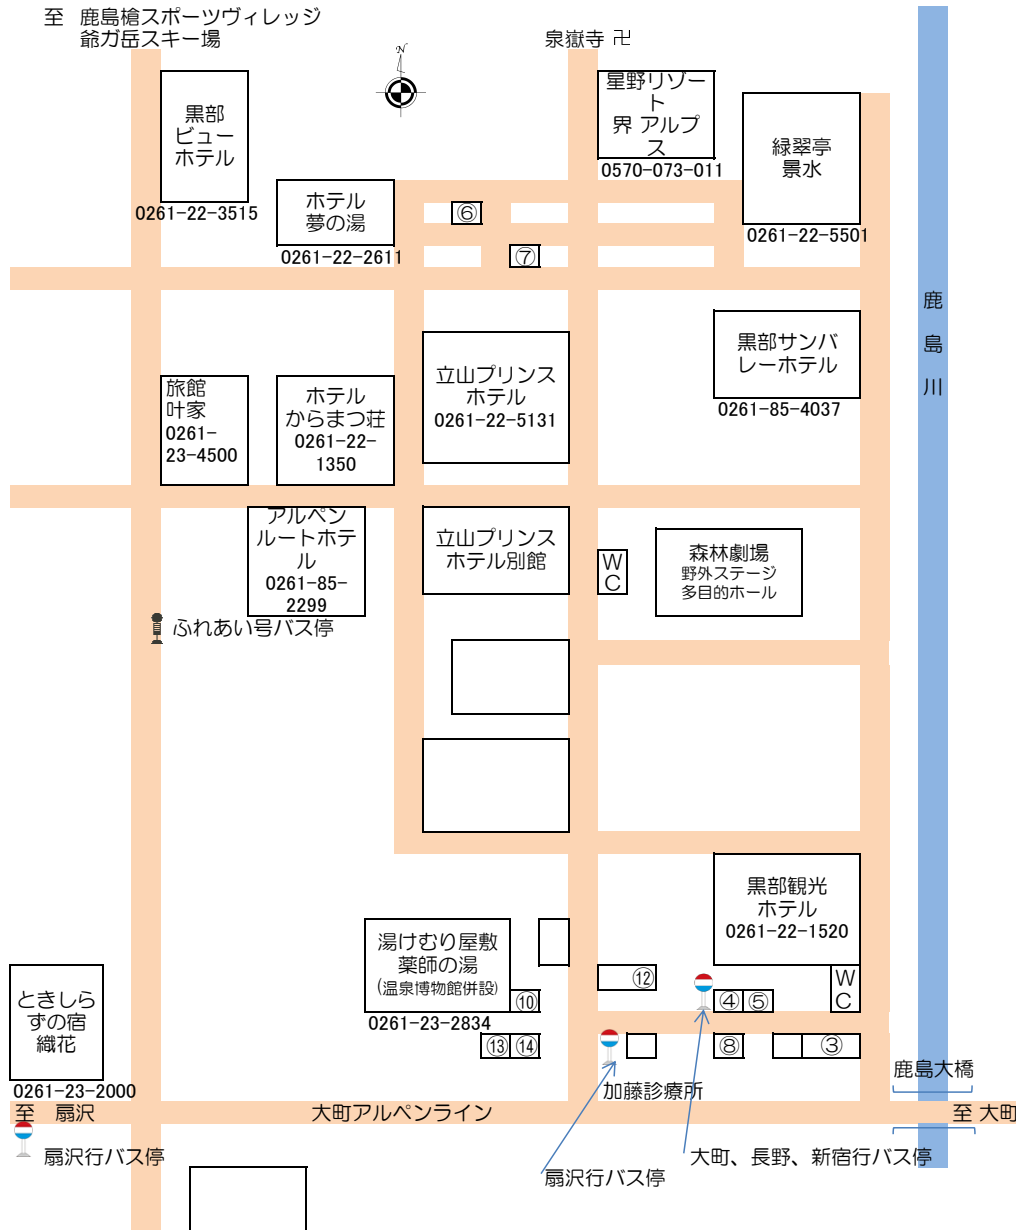 至 鹿島槍スポーツヴィレッジ
爺ガ岳スキー場
泉嶽寺 卍
N
黒部
ビュー
ホテル
0261-22-3515
ホテル
夢の湯
0261-22-2611
星野リゾー
ト
界 アルプ
ス
0570-073-011
緑翠亭
景水
0261-22-5501
⑥
⑦
鹿
島
川
旅館
叶家
0261-
23-4500
ホテル
からまつ荘
0261-22-
1350
立山プリンス
ホテル
0261-22-5131
黒部サンバ
レーホテル
0261-85-4037
アルペン
ルートホテ
ル
0261-85-
2299
立山プリンス
ホテル別館
W
C
森林劇場
野外ステージ
多目的ホール
ふれあい号バス停
黒部観光
ホテル
0261-22-1520
湯けむり屋敷
薬師の湯
(温泉博物館併設)
0261-23-2834
⑩
⑬⑭
⑫
④⑤
W
C
⑧
③
ときしら
ずの宿
織花
0261-23-2000
加藤診療所
鹿島大橋
至 扇沢
大町アルペンライン
至 大町
扇沢行バス停
扇沢行バス停
大町、長野、新宿行バス停